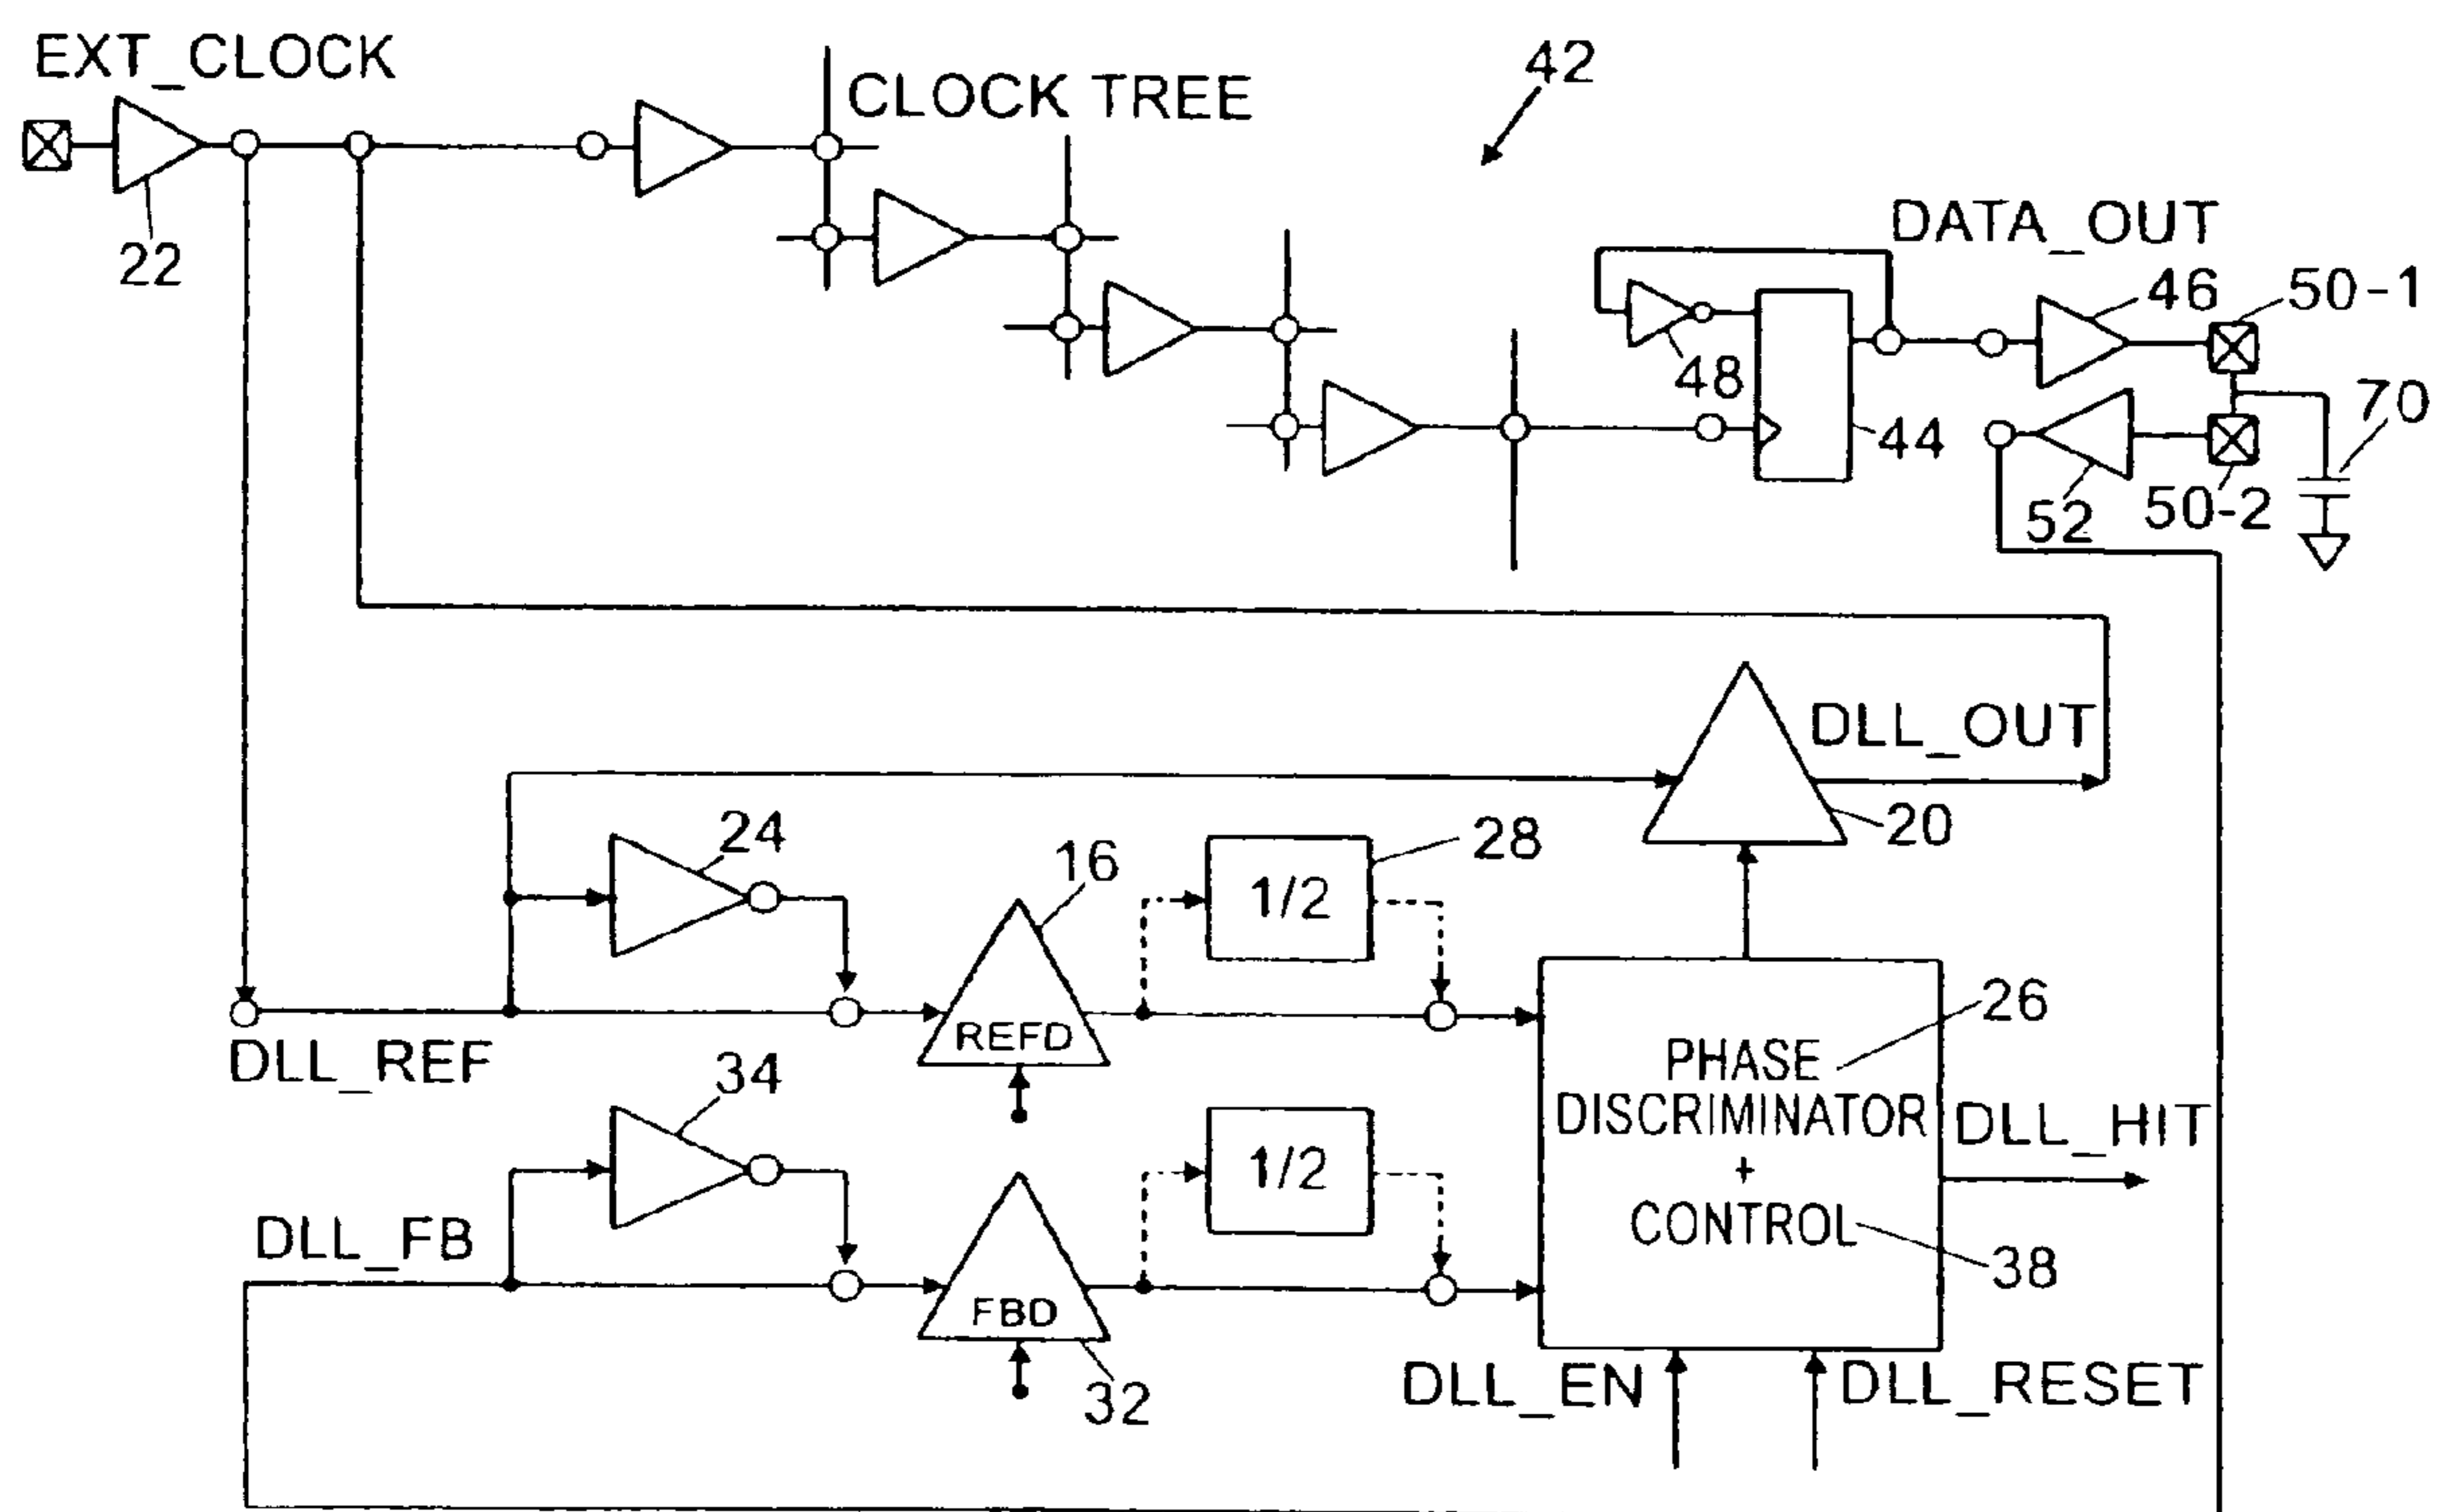 EXT_CLOCK
CLOCK TREE
42
22
DATA_OUT
46
50-1
48
44
70
52
50-2
DLL_OUT
20
24
16
28
1/2
REFD
DLL_REF
26
PHASE
DISCRIMINATOR
+
CONTROL
38
DLL_HIT
34
1/2
DLL_FB
FBD
32
DLL_EN
DLL_RESET